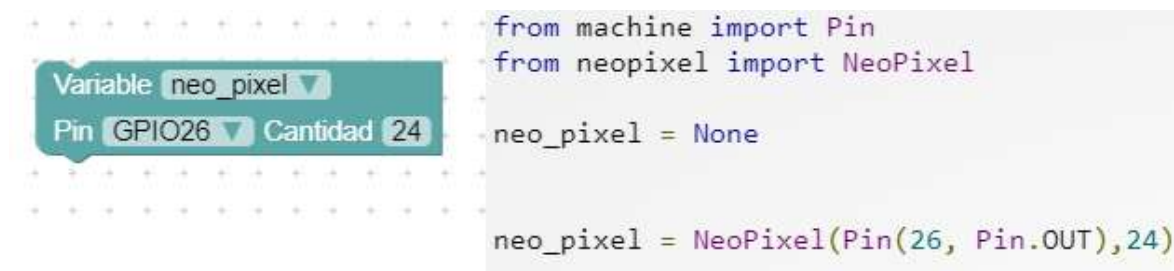 Variable neo_pixel
Pin GPIO26 Cantidad 24
from machine import Pin
from neopixel import NeoPixel
neo_pixel = None
neo_pixel = NeoPixel(Pin(26, Pin.OUT),24)